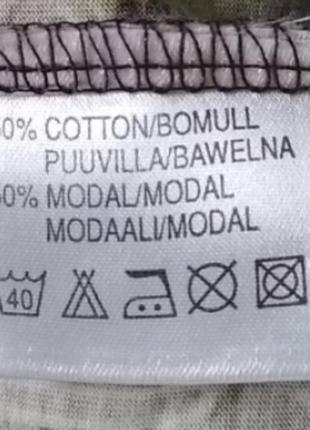 0% COTTON/BOMULL
PUUVILLA/BAWELNA
0% MODAL/MODAL
MODAALI/MODAL
40